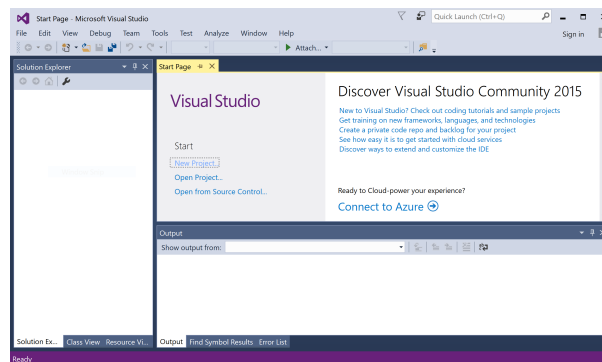 Start Page - Microsoft Visual Studio
Quick Launch (Ctrl+Q)
File Edit View Debug Team Tools Test Analyze Window Help
Sign in
Attach...
Solution Explorer
Start Page
Visual Studio
Start
New Project...
Open Project...
Open from Source Control...
Discover Visual Studio Community 2015
New to Visual Studio? Check out coding tutorials and sample projects
Get training on new frameworks, languages, and technologies
Create a private code repo and backlog for your project
See how easy it is to get started with cloud services
Discover ways to extend and customize the IDE
Ready to Cloud-power your experience?
Connect to Azure
Output
Show output from:
Solution Ex... Class View Resource Vi...
Output Find Symbol Results Error List
Ready